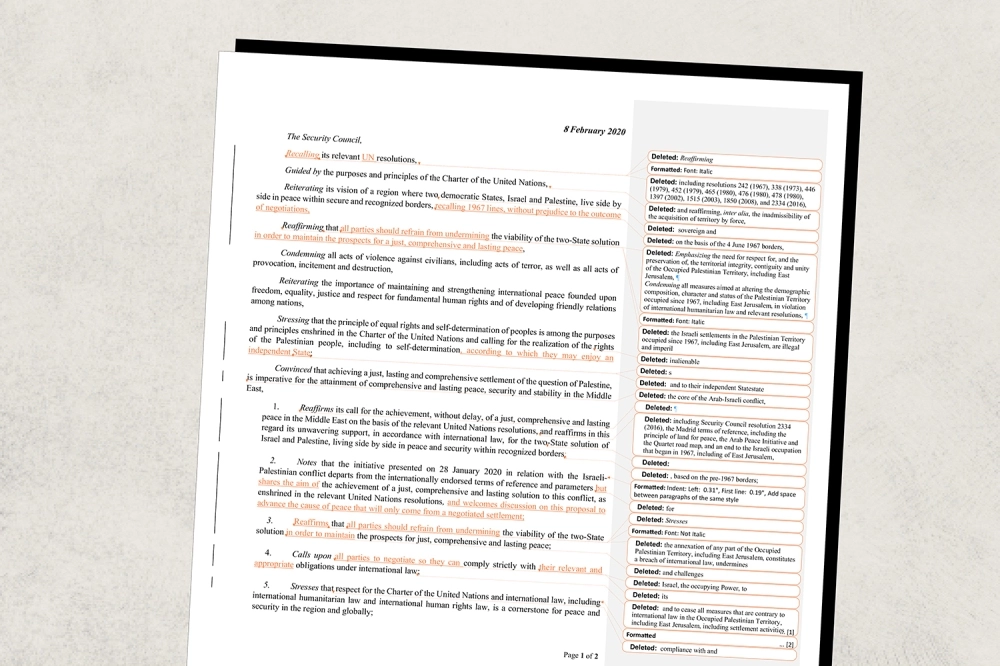 8 February 2020
The Security Council,
Recalling its relevant UN resolutions,
Guided by the purposes and principles of the Charter of the United Nations,
Reiterating its vision of a region where two democratic States, Israel and Palestine, live side by
side in peace within secure and recognized borders, recalling 1967 lines, without prejudice to the outcome
of negotiations,
Reaffirming that all parties should refrain from undermining the viability of the two-State solution
in order to maintain the prospects for a just, comprehensive and lasting peace,
Condemning all acts of violence against civilians, including acts of terror, as well as all acts of
provocation, incitement and destruction,
Reiterating the importance of maintaining and strengthening international peace founded upon
freedom, equality, justice and respect for fundamental human rights and of developing friendly relations
among nations,
Stressing that the principle of equal rights and self-determination of peoples is among the purposes
and principles enshrined in the Charter of the United Nations and calling for the realization of the rights
of the Palestinian people, including to self-determination, according to which they may enjoy an
independent State;
Convinced that achieving a just, lasting and comprehensive settlement of the question of Palestine,
is imperative for the attainment of comprehensive and lasting peace, security and stability in the Middle
East,
1. Reaffirms its call for the achievement, without delay, of a just, comprehensive and lasting
peace in the Middle East on the basis of the relevant United Nations resolutions, and reaffirms in this
regard its unwavering support, in accordance with international law, for the two-State solution of
Israel and Palestine, living side by side in peace and security within recognized borders;
2. Notes that the initiative presented on 28 January 2020 in relation with the Israeli-
Palestinian conflict departs from the internationally endorsed terms of reference and parameters but
shares the aim of the achievement of a just, comprehensive and lasting solution to this conflict, as
enshrined in the relevant United Nations resolutions, and welcomes discussion on this proposal to
advance the cause of peace that will only come from a negotiated settlement;
3. Reaffirms that all parties should refrain from undermining the viability of the two-State
solution in order to maintain the prospects for just, comprehensive and lasting peace;
4. Calls upon all parties to negotiate so they can comply strictly with their relevant and
appropriate obligations under international law;
5. Stresses that respect for the Charter of the United Nations and international law, including
international humanitarian law and international human rights law, is a cornerstone for peace and
security in the region and globally;
Page 1 of 2
Deleted: Reaffirming
Formatted: Font: Italic
Deleted: including resolutions 242 (1967), 338 (1973), 446
(1979), 452 (1979), 465 (1980), 476 (1980), 478 (1980),
1397 (2002), 1515 (2003), 1850 (2008), and 2334 (2016),
Deleted: and reaffirming, inter alia, the inadmissibility of
the acquisition of territory by force,
Deleted: sovereign and
Deleted: on the basis of the 4 June 1967 borders,
Deleted: Emphasizing the need for respect for, and the
preservation of, the territorial integrity, contiguity and unity
of the Occupied Palestinian Territory, including East
Jerusalem, ¶
Condemning all measures aimed at altering the demographic
composition, character and status of the Palestinian Territory
occupied since 1967, including East Jerusalem, in violation
of international humanitarian law and relevant resolutions, ¶
Formatted: Font: Italic
Deleted: the Israeli settlements in the Palestinian Territory
occupied since 1967, including East Jerusalem, are illegal
and imperil
Deleted: inalienable
Deleted: s
Deleted: and to their independent Statestate
Deleted: the core of the Arab-Israeli conflict,
Deleted: ¶
Deleted: including Security Council resolution 2334
(2016), the Madrid terms of reference, including the
principle of land for peace, the Arab Peace Initiative and
the Quartet road map, and an end to the Israeli occupation
that began in 1967, including of East Jerusalem,
Deleted:
Deleted: , based on the pre-1967 borders;
Formatted: Indent: Left: 0.31", First line: 0.19", Add space
between paragraphs of the same style
Deleted: for
Deleted: Stresses
Formatted: Font: Not Italic
Deleted: the annexation of any part of the Occupied
Palestinian Territory, including East Jerusalem, constitutes
a breach of international law, undermines
Deleted: and challenges
Deleted: Israel, the occupying Power, to
Deleted: its
Deleted: and to cease all measures that are contrary to
international law in the Occupied Palestinian Territory,
including East Jerusalem, including settlement activities [1]
Formatted ... [2]
Deleted: compliance with and